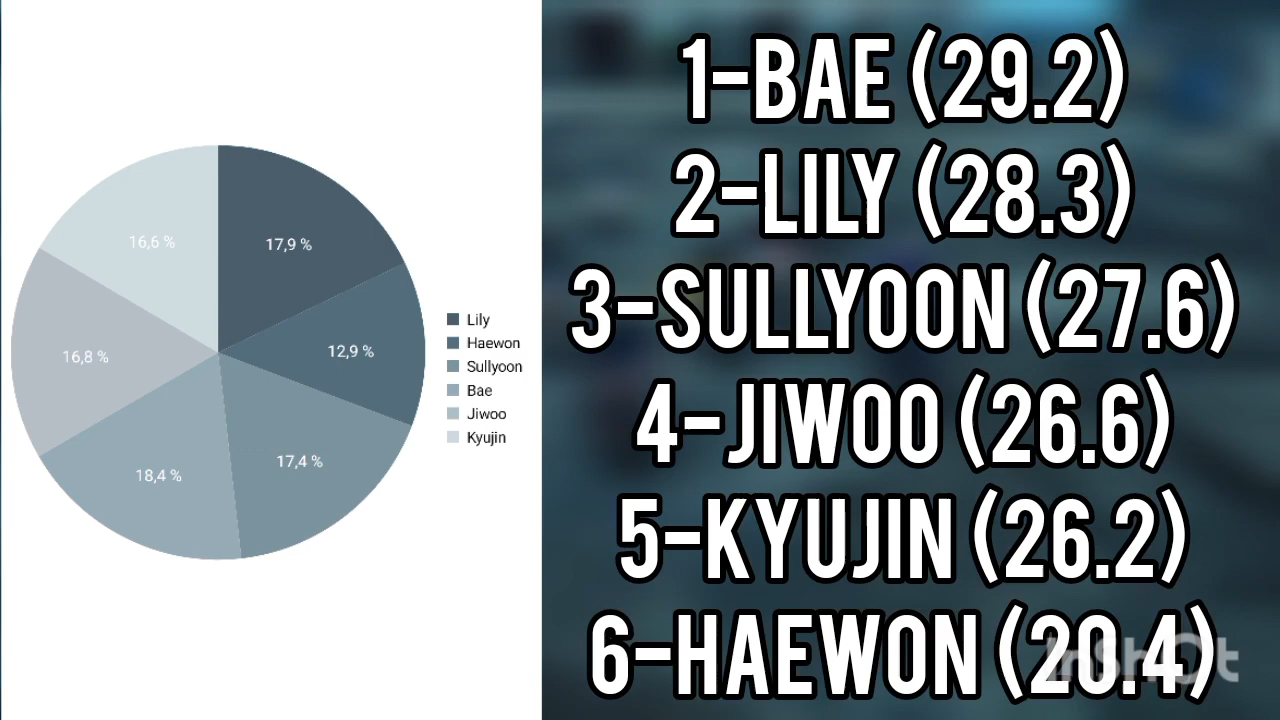 16,6 %
17,9 %
16,8 %
12,9 %
18,4 %
17,4 %
Lily
Haewon
Sullyoon
Bae
Jiwoo
Kyujin
1-BAE (29.2)
2-LILY (28.3)
3-SULLYOON (27.6)
4-JIWOO (26.6)
5-KYUJIN (26.2)
6-HAEWON (20.4)
InShOt